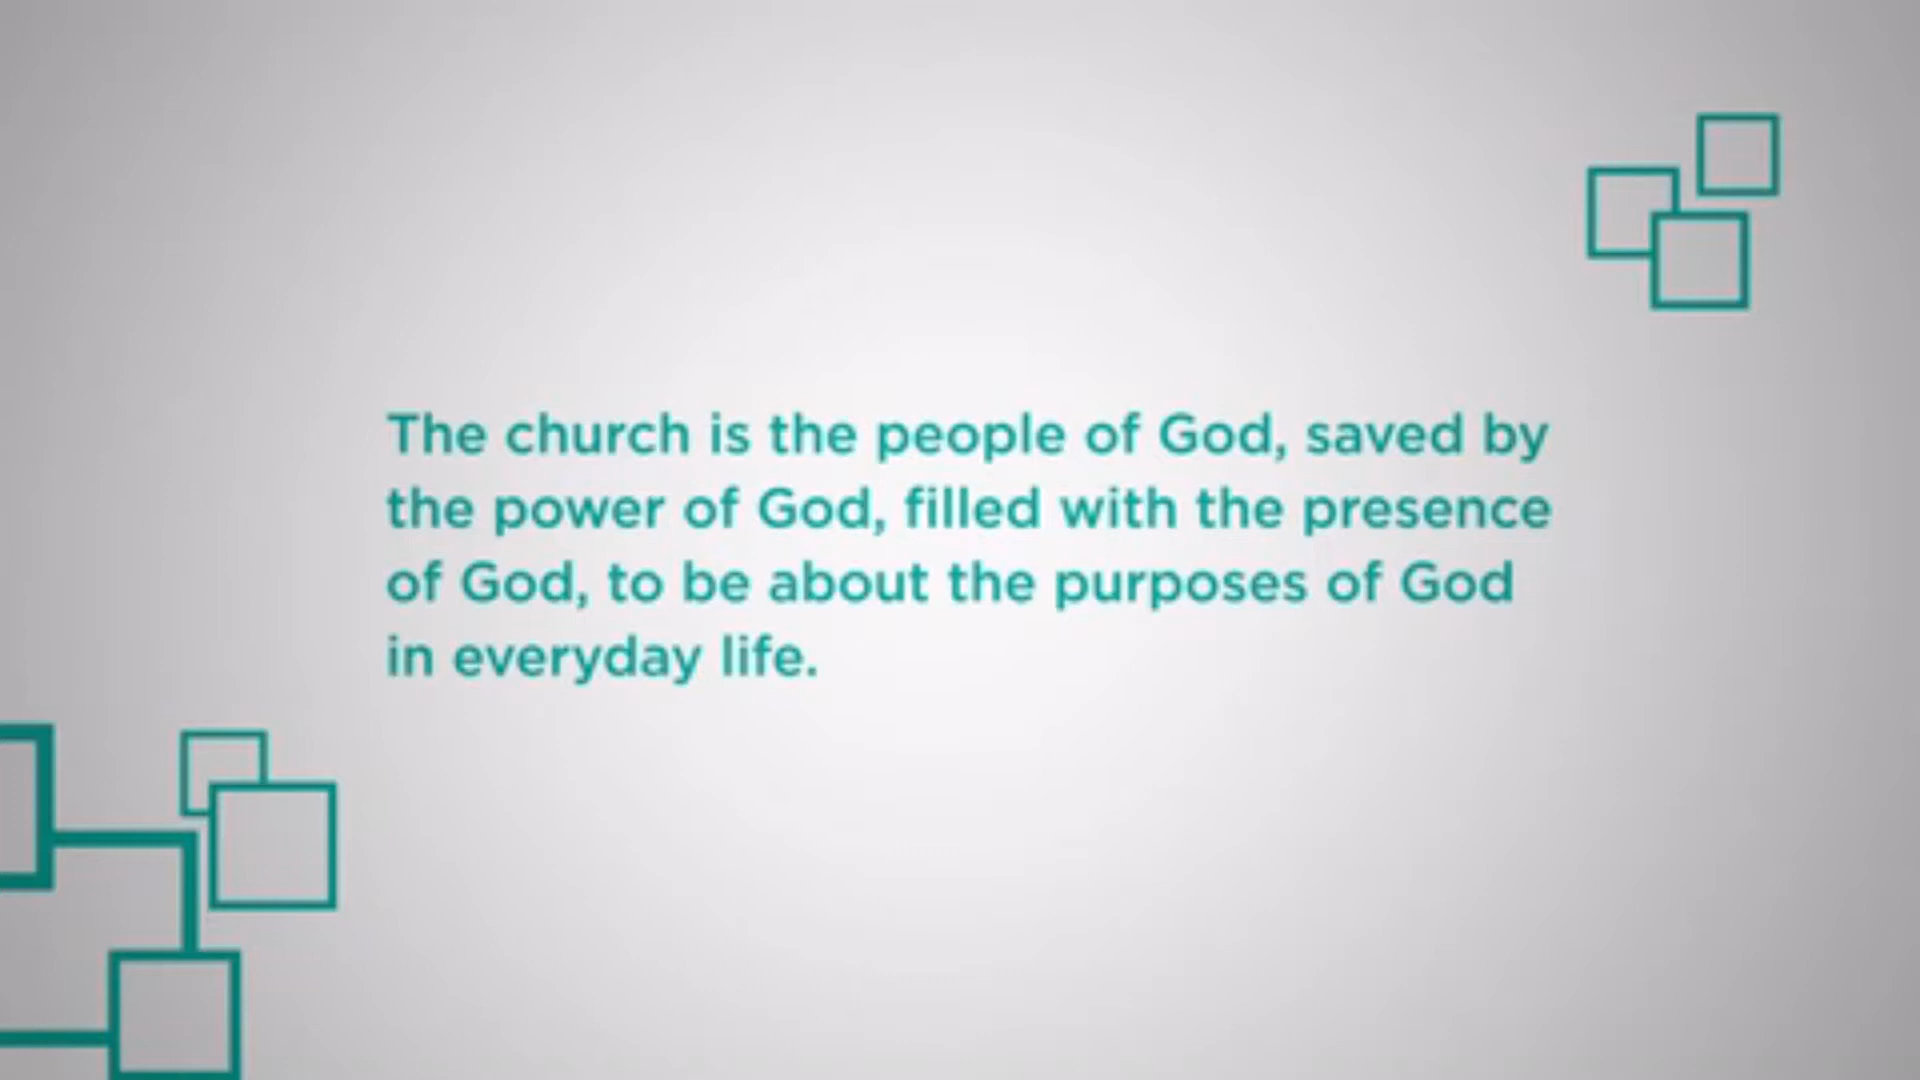 The church is the people of God, saved by
the power of God, filled with the presence
of God, to be about the purposes of God
in everyday life.